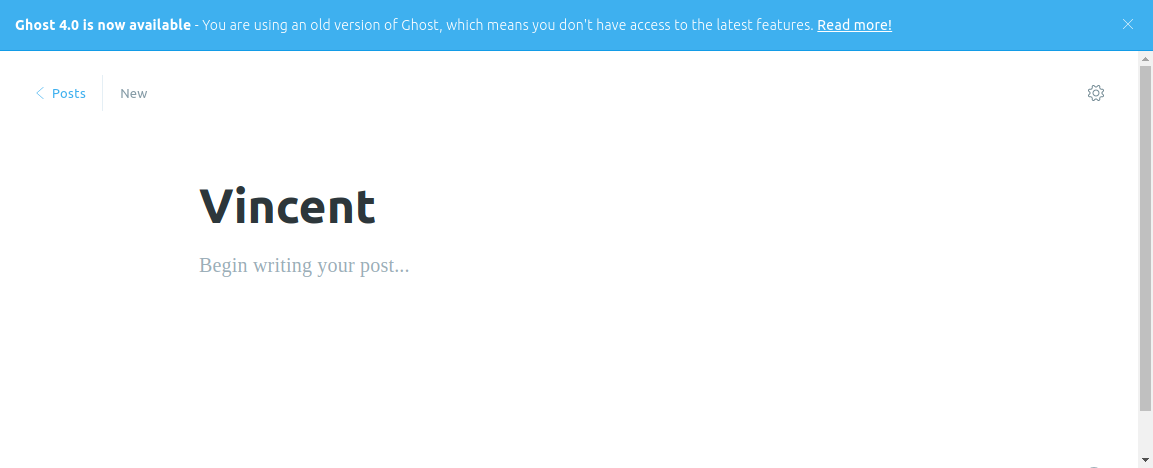 Ghost 4.0 is now available - You are using an old version of Ghost, which means you don't have access to the latest features. Read more!
Posts
New
Vincent
Begin writing your post...